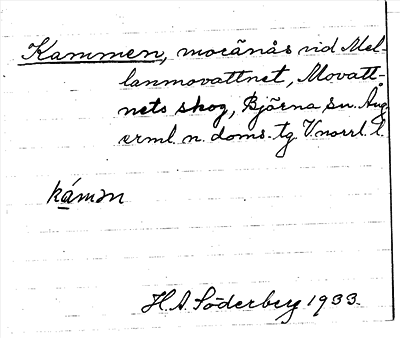 Kammen, moränås vid Mel-
lanmovattnet, Movatt-
nets skog, Björna sn. Ång
erml. n. doms. tg. V.norrl. l.
kámən
H. A. Söderberg 1933